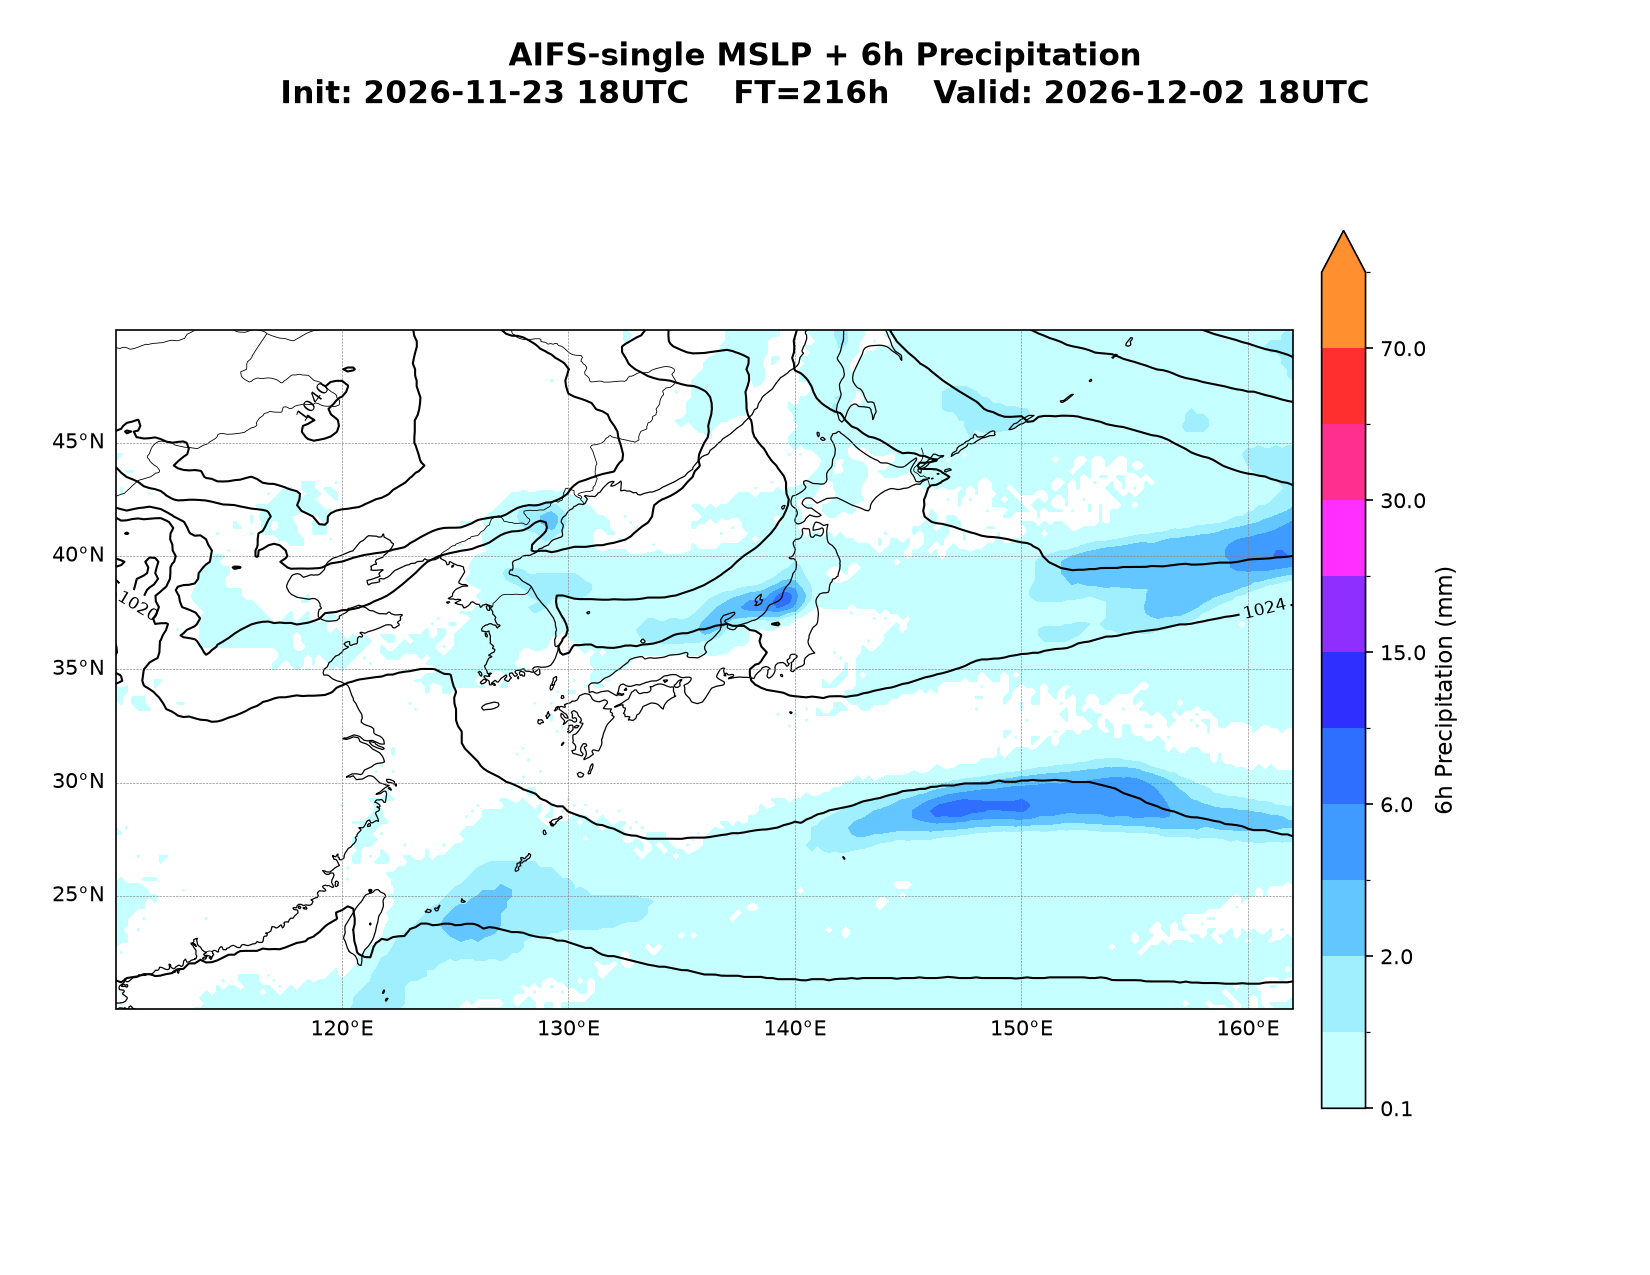 AIFS-single MSLP + 6h Precipitation
Init: 2026-11-23 18UTC    FT=216h    Valid: 2026-12-02 18UTC
70.0
30.0
15.0
6.0
2.0
0.1
6h Precipitation (mm)
45°N
40°N
35°N
30°N
25°N
120°E
130°E
140°E
150°E
160°E
1040
1020
1024